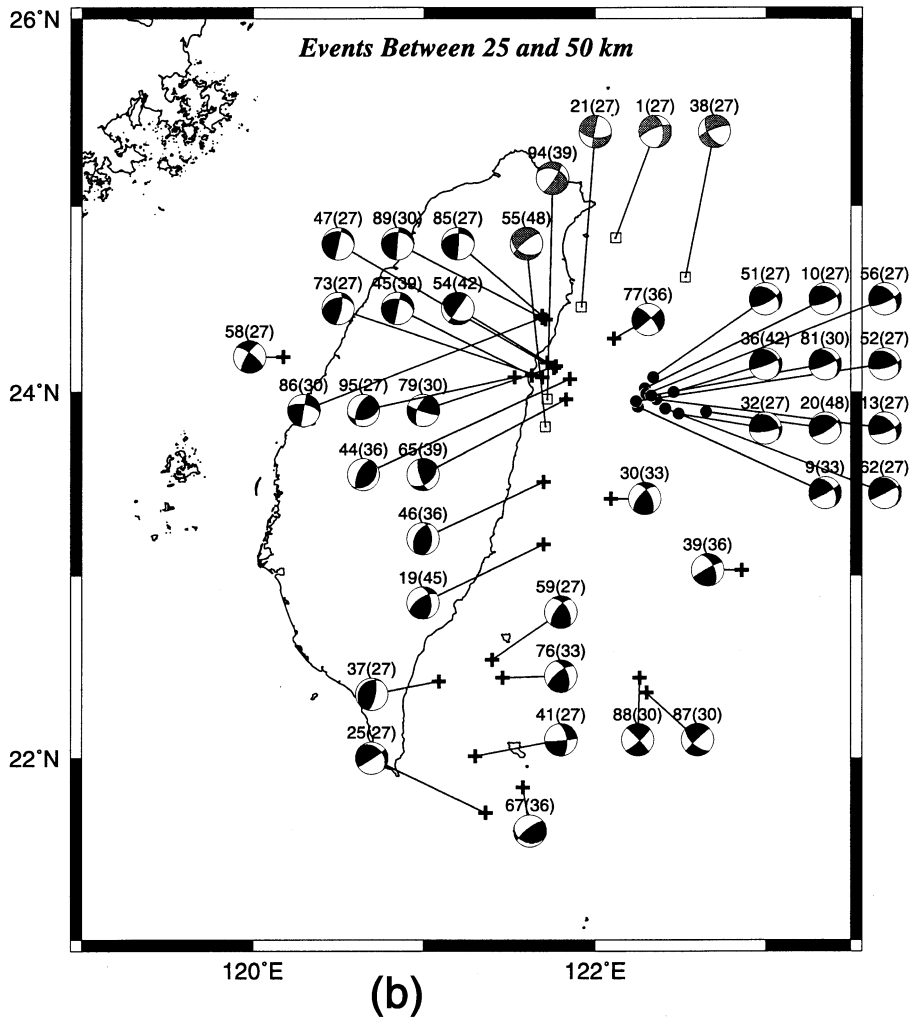 26°N
Events Between 25 and 50 km
21(27) 1(27) 38(27)
94(39)
47(27) 89(30) 85(27) 55(48)
73(27) 45(39) 54(42) 77(36) 51(27) 10(27) 56(27)
58(27) 36(42) 81(30) 52(27)
24°N
86(30) 95(27) 79(30) 32(27) 20(48) 13(27)
44(36) 65(39) 30(33) 9(33) 62(27)
46(36)
39(36)
19(45) 59(27)
37(27) 76(33)
25(27) 41(27) 88(30) 87(30)
22°N
67(36)
120°E 122°E
(b)